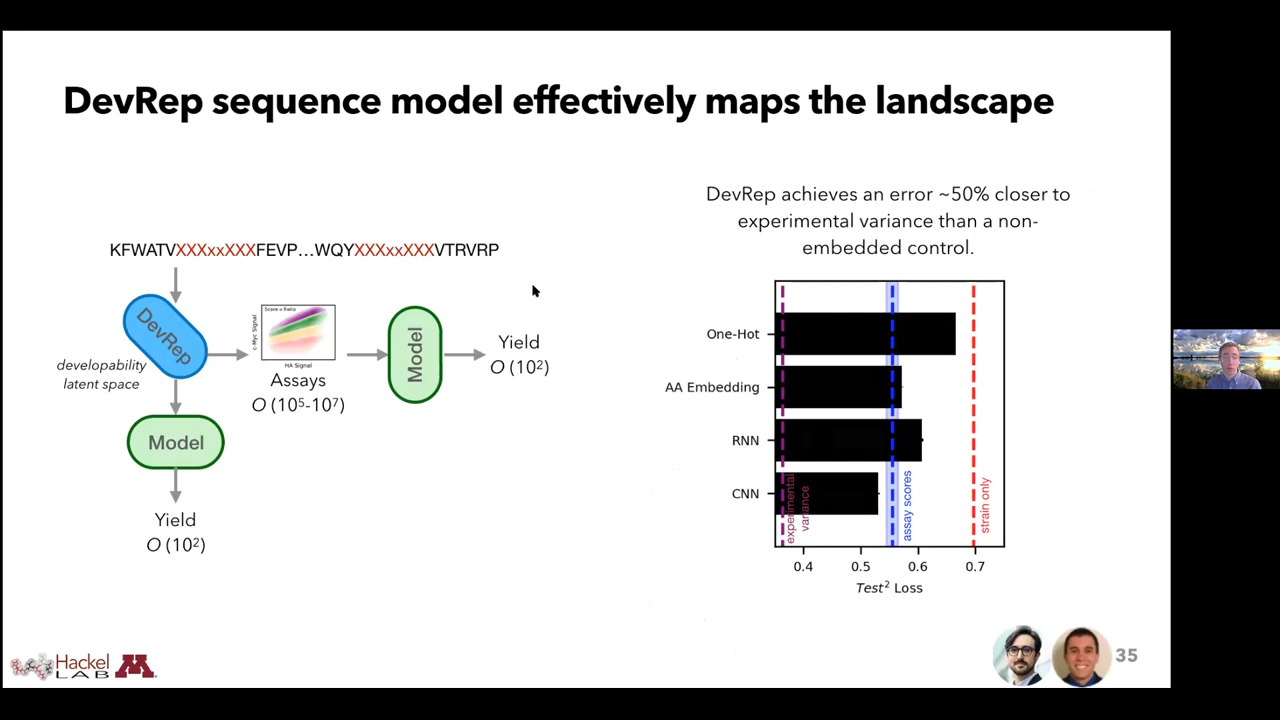 DevRep sequence model effectively maps the landscape
KFWATVXXXxxXXXFEVP...WQYXXXxxXXXVTRVRP
DevRep
developability
latent space
Model
Yield
O (10²)
Score ∝ Ratio
c-Myc Signal
HA Signal
Assays
O (10⁵-10⁷)
Model
Yield
O (10²)
DevRep achieves an error ~50% closer to
experimental variance than a non-
embedded control.
One-Hot
AA Embedding
RNN
CNN
experimental
variance
assay scores
strain only
0.4 0.5 0.6 0.7
Test² Loss
Hackel
LAB
M
35